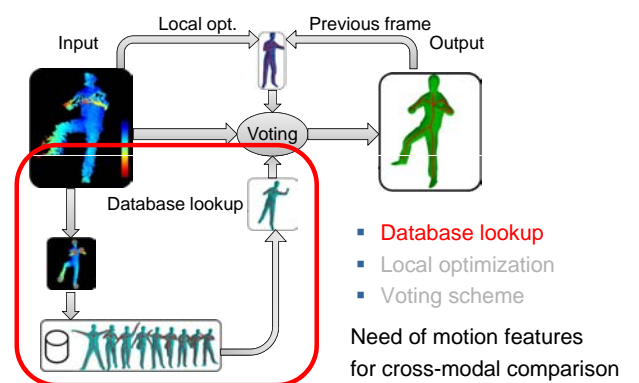 Local opt.
Previous frame
Input
Output
Voting
Database lookup
Database lookup
Local optimization
Voting scheme
Need of motion features
for cross-modal comparison